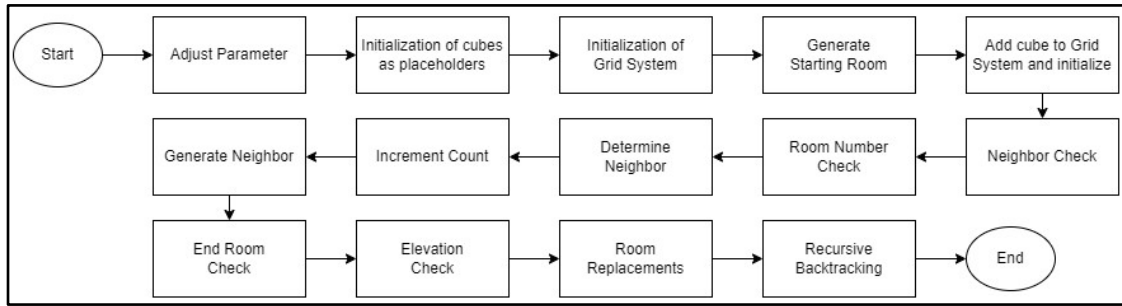 Start
Adjust Parameter
Initialization of cubes
as placeholders
Initialization of
Grid System
Generate
Starting Room
Add cube to Grid
System and initialize
Generate Neighbor
Increment Count
Determine
Neighbor
Room Number
Check
Neighbor Check
End Room
Check
Elevation
Check
Room
Replacements
Recursive
Backtracking
End